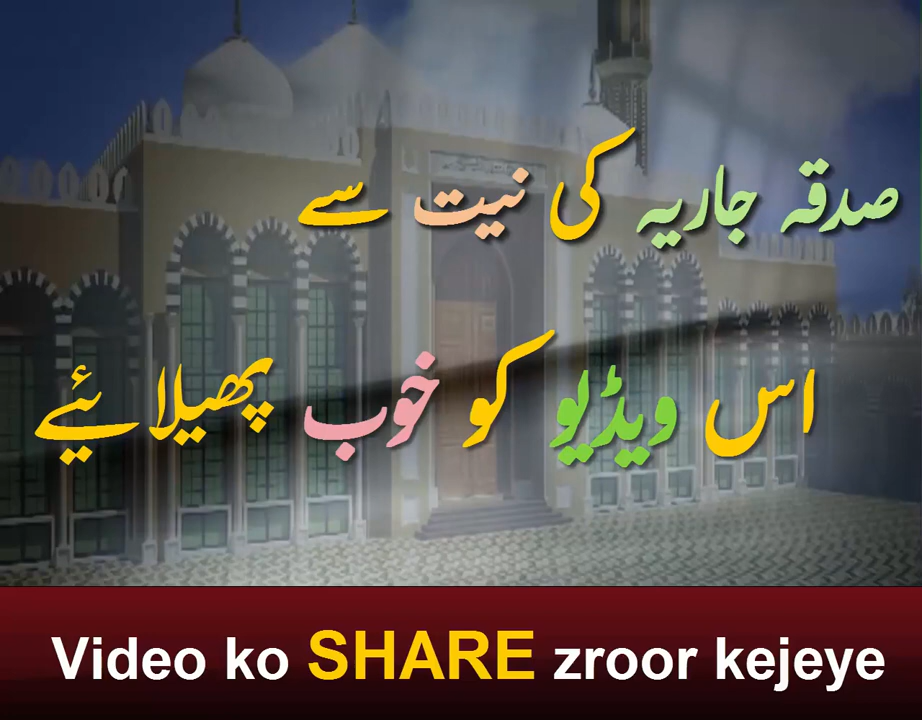 صدقہ جاریہ کی نیت سے
اس ویڈیو کو خوب پھیلائیے
Video ko SHARE zroor kejeye